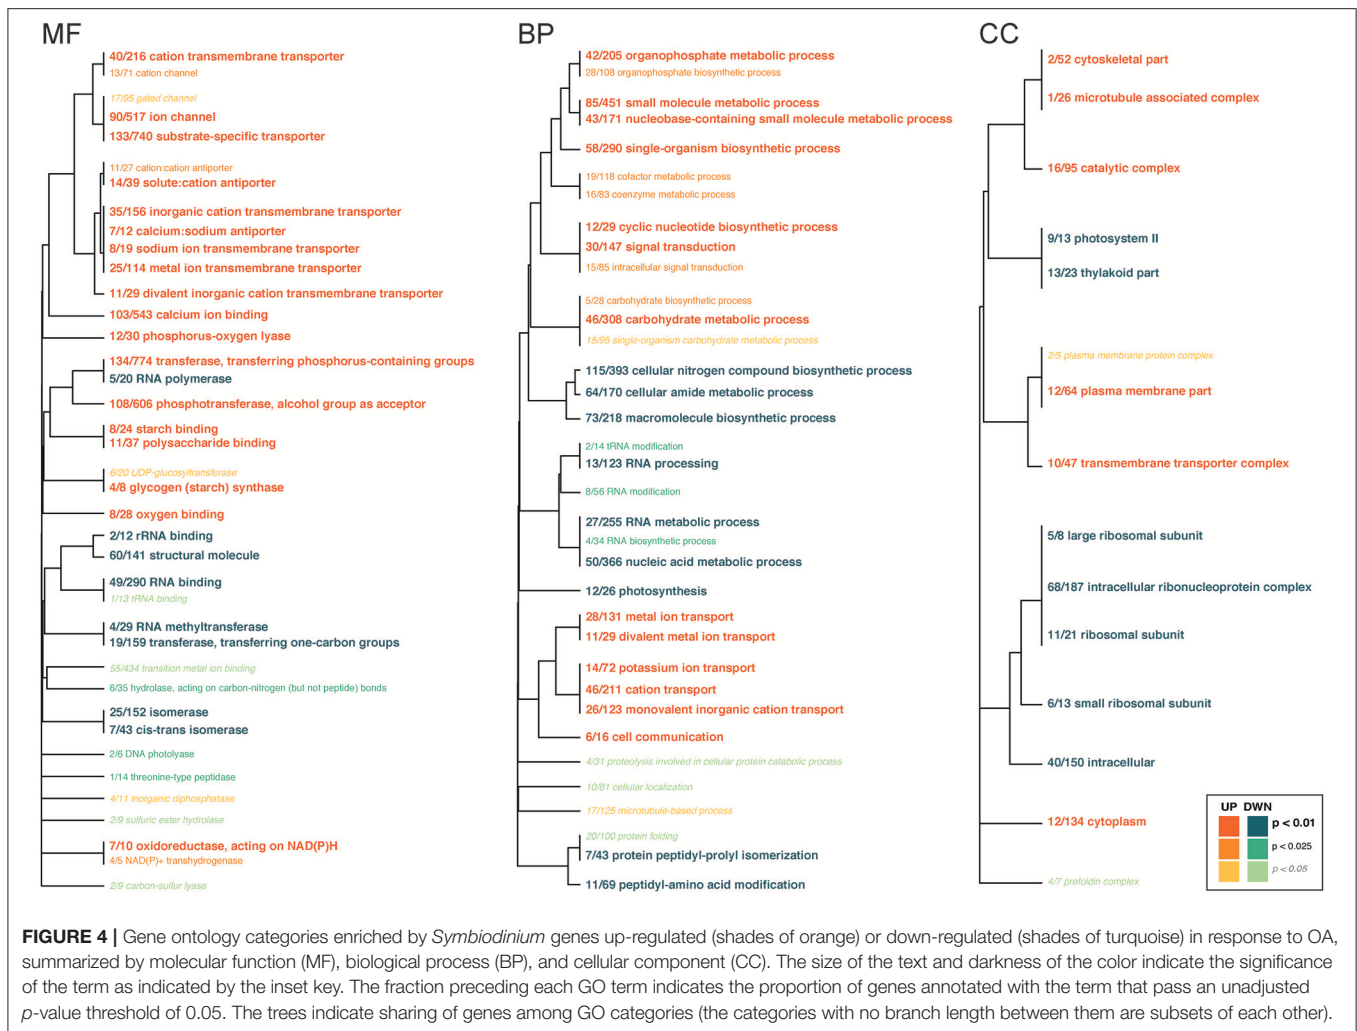 MF
40/216 cation transmembrane transporter
13/71 cation channel
17/95 gated channel
90/517 ion channel
133/740 substrate-specific transporter
11/27 cation:cation antiporter
14/39 solute:cation antiporter
35/156 inorganic cation transmembrane transporter
7/12 calcium:sodium antiporter
8/19 sodium ion transmembrane transporter
25/114 metal ion transmembrane transporter
11/29 divalent inorganic cation transmembrane transporter
103/543 calcium ion binding
12/30 phosphorus-oxygen lyase
134/774 transferase, transferring phosphorus-containing groups
5/20 RNA polymerase
108/606 phosphotransferase, alcohol group as acceptor
8/24 starch binding
11/37 polysaccharide binding
6/20 UDP-glucosyltransferase
4/8 glycogen (starch) synthase
8/28 oxygen binding
2/12 rRNA binding
60/141 structural molecule
49/290 RNA binding
1/13 tRNA binding
4/29 RNA methyltransferase
19/159 transferase, transferring one-carbon groups
55/434 transition metal ion binding
6/35 hydrolase, acting on carbon-nitrogen (but not peptide) bonds
25/152 isomerase
7/43 cis-trans isomerase
2/6 DNA photolyase
1/14 threonine-type peptidase
4/11 inorganic diphosphatase
2/9 sulfuric ester hydrolase
7/10 oxidoreductase, acting on NAD(P)H
4/5 NAD(P)+ transhydrogenase
2/9 carbon-sulfur lyase
BP
42/205 organophosphate metabolic process
28/108 organophosphate biosynthetic process
85/451 small molecule metabolic process
43/171 nucleobase-containing small molecule metabolic process
58/290 single-organism biosynthetic process
19/118 cofactor metabolic process
16/83 coenzyme metabolic process
12/29 cyclic nucleotide biosynthetic process
30/147 signal transduction
15/85 intracellular signal transduction
5/28 carbohydrate biosynthetic process
46/308 carbohydrate metabolic process
15/95 single-organism carbohydrate metabolic process
115/393 cellular nitrogen compound biosynthetic process
64/170 cellular amide metabolic process
73/218 macromolecule biosynthetic process
2/14 tRNA modification
13/123 RNA processing
8/56 RNA modification
27/255 RNA metabolic process
4/34 RNA biosynthetic process
50/366 nucleic acid metabolic process
12/26 photosynthesis
28/131 metal ion transport
11/29 divalent metal ion transport
14/72 potassium ion transport
46/211 cation transport
26/123 monovalent inorganic cation transport
6/16 cell communication
4/31 proteolysis involved in cellular protein catabolic process
10/81 cellular localization
17/125 microtubule-based process
20/100 protein folding
7/43 protein peptidyl-prolyl isomerization
11/69 peptidyl-amino acid modification
CC
2/52 cytoskeletal part
1/26 microtubule associated complex
16/95 catalytic complex
9/13 photosystem II
13/23 thylakoid part
2/5 plasma membrane protein complex
12/64 plasma membrane part
10/47 transmembrane transporter complex
5/8 large ribosomal subunit
68/187 intracellular ribonucleoprotein complex
11/21 ribosomal subunit
6/13 small ribosomal subunit
40/150 intracellular
12/134 cytoplasm
4/7 prefoldin complex
UP DWN
p < 0.01
p < 0.025
p < 0.05
FIGURE 4 | Gene ontology categories enriched by Symbiodinium genes up-regulated (shades of orange) or down-regulated (shades of turquoise) in response to OA,
summarized by molecular function (MF), biological process (BP), and cellular component (CC). The size of the text and darkness of the color indicate the significance
of the term as indicated by the inset key. The fraction preceding each GO term indicates the proportion of genes annotated with the term that pass an unadjusted
p-value threshold of 0.05. The trees indicate sharing of genes among GO categories (the categories with no branch length between them are subsets of each other).